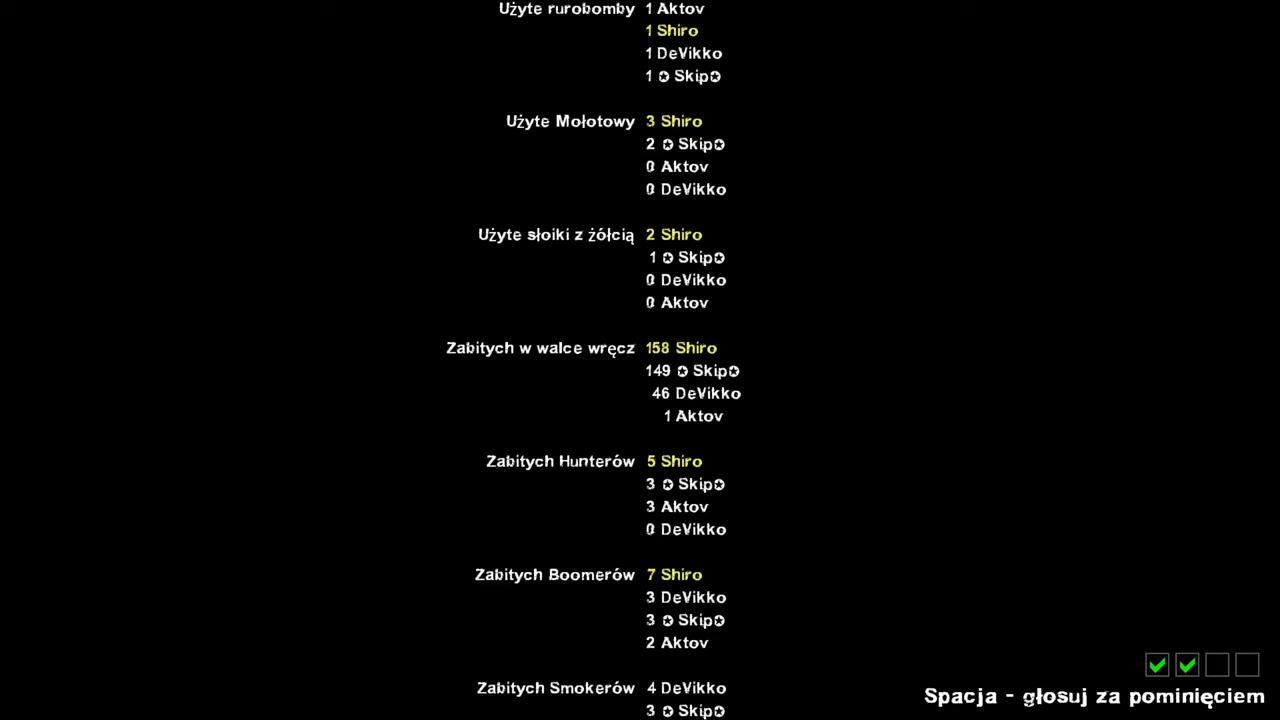 Użyte rurobomby 1 Aktov
1 Shiro
1 DeVikko
1 ✪ Skip✪
Użyte Mołotowy 3 Shiro
2 ✪ Skip✪
0 Aktov
0 DeVikko
Użyte słoiki z żółcią 2 Shiro
1 ✪ Skip✪
0 DeVikko
0 Aktov
Zabitych w walce wręcz 158 Shiro
149 ✪ Skip✪
46 DeVikko
1 Aktov
Zabitych Hunterów 5 Shiro
3 ✪ Skip✪
3 Aktov
0 DeVikko
Zabitych Boomerów 7 Shiro
3 DeVikko
3 ✪ Skip✪
2 Aktov
Zabitych Smokerów 4 DeVikko
3 ✪ Skip✪
Spacja - głosuj za pominięciem